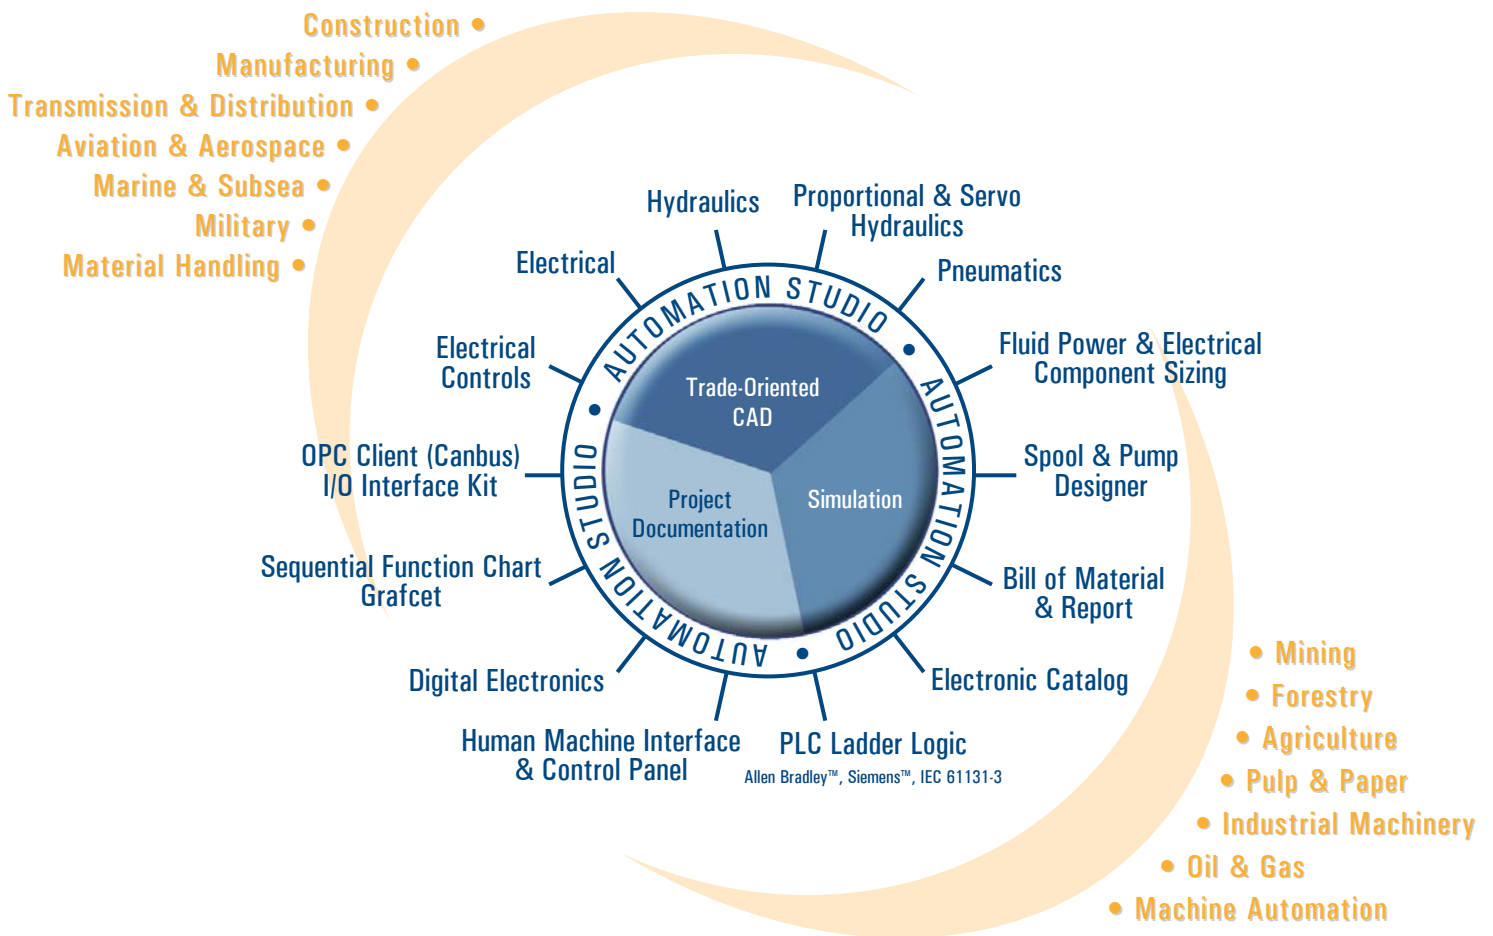 Construction •
Manufacturing •
Transmission & Distribution •
Aviation & Aerospace •
Marine & Subsea •
Military •
Material Handling •
Hydraulics
Proportional & Servo
Hydraulics
Electrical
Pneumatics
Electrical
Controls
Fluid Power & Electrical
Component Sizing
OPC Client (Canbus)
I/O Interface Kit
Spool & Pump
Designer
Sequential Function Chart
Grafcet
Bill of Material
& Report
Digital Electronics
Electronic Catalog
Human Machine Interface
& Control Panel
PLC Ladder Logic
Allen Bradley™, Siemens™, IEC 61131-3
AUTOMATION STUDIO • AUTOMATION STUDIO • AUTOMATION STUDIO •
Trade-Oriented
CAD
Simulation
Project
Documentation
• Mining
• Forestry
• Agriculture
• Pulp & Paper
• Industrial Machinery
• Oil & Gas
• Machine Automation